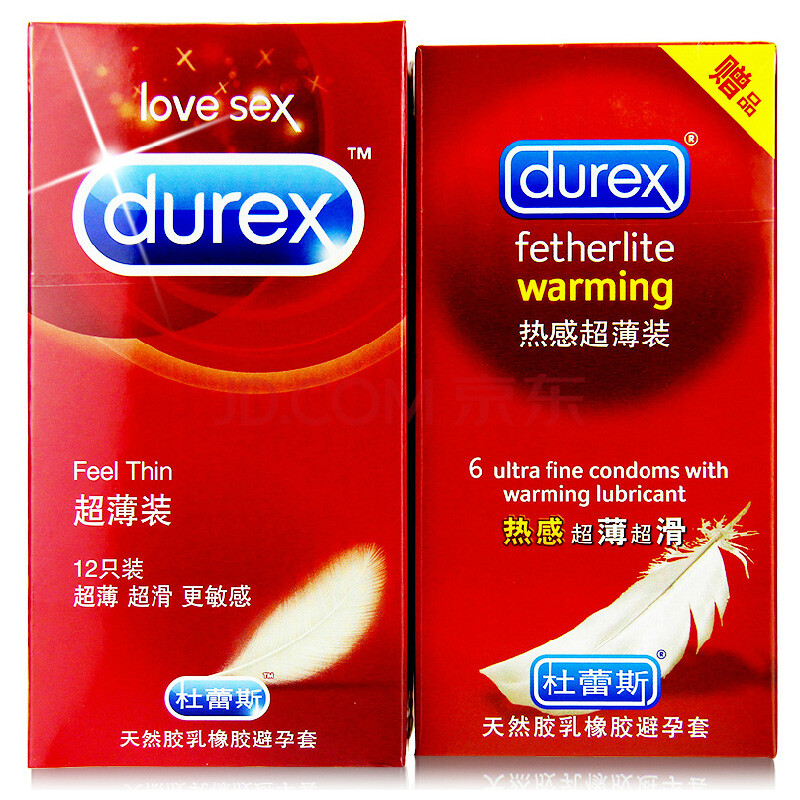 love sex
durex™
Feel Thin
超薄装
12只装
超薄 超滑 更敏感
杜蕾斯™
天然胶乳橡胶避孕套
赠品
durex®
fetherlite
warming
热感超薄装
6 ultra fine condoms with
warming lubricant
热感 超薄超滑
杜蕾斯®
天然胶乳橡胶避孕套
JD.COM 京东